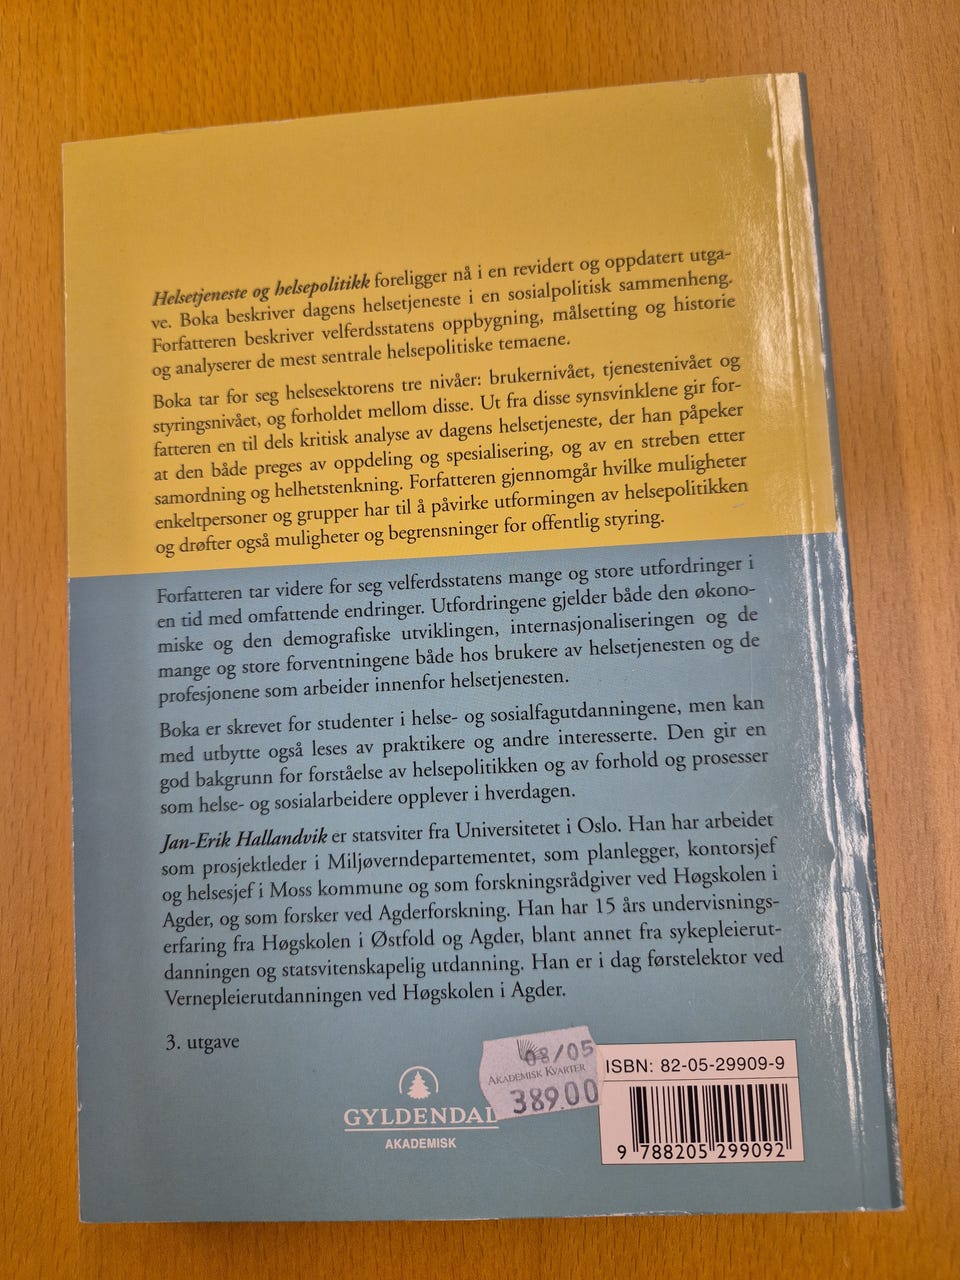 Helsetjeneste og helsepolitikk foreligger nå i en revidert og oppdatert utga-
ve. Boka beskriver dagens helsetjeneste i en sosialpolitisk sammenheng.
Forfatteren beskriver velferdsstatens oppbygning, målsetting og historie
og analyserer de mest sentrale helsepolitiske temaene.
Boka tar for seg helsesektorens tre nivåer: brukernivået, tjenestenivået og
styringsnivået, og forholdet mellom disse. Ut fra disse synsvinklene gir for-
fatteren en til dels kritisk analyse av dagens helsetjeneste, der han påpeker
at den både preges av oppdeling og spesialisering, og av en streben etter
samordning og helhetstenkning. Forfatteren gjennomgår hvilke muligheter
enkeltpersoner og grupper har til å påvirke utformingen av helsepolitikken
og drøfter også muligheter og begrensninger for offentlig styring.
Forfatteren tar videre for seg velferdsstatens mange og store utfordringer i
en tid med omfattende endringer. Utfordringene gjelder både den økono-
miske og den demografiske utviklingen, internasjonaliseringen og de
mange og store forventningene både hos brukere av helsetjenesten og de
profesjonene som arbeider innenfor helsetjenesten.
Boka er skrevet for studenter i helse- og sosialfagutdanningene, men kan
med utbytte også leses av praktikere og andre interesserte. Den gir en
god bakgrunn for forståelse av helsepolitikken og av forhold og prosesser
som helse- og sosialarbeidere opplever i hverdagen.
Jan-Erik Hallandvik er statsviter fra Universitetet i Oslo. Han har arbeidet
som prosjektleder i Miljøverndepartementet, som planlegger, kontorsjef
og helsesjef i Moss kommune og som forskningsrådgiver ved Høgskolen i
Agder, og som forsker ved Agderforskning. Han har 15 års undervisnings-
erfaring fra Høgskolen i Østfold og Agder, blant annet fra sykepleierut-
danningen og statsvitenskapelig utdanning. Han er i dag førstelektor ved
Vernepleierutdanningen ved Høgskolen i Agder.
3. utgave
08/05
AKADEMISK KVARTER
389.00
GYLDENDAL
AKADEMISK
ISBN: 82-05-29909-9
9 788205 299092